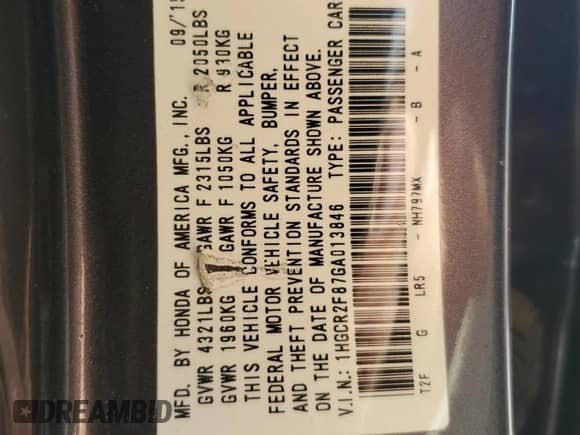 MFD. BY HONDA OF AMERICA MFG., INC. 09/'15
GVWR 4321LBS GAWR F 2315LBS R 2050LBS
GVWR 1960KG GAWR F 1050KG R 930KG
THIS VEHICLE CONFORMS TO ALL APPLICABLE
FEDERAL MOTOR VEHICLE SAFETY, BUMPER,
AND THEFT PREVENTION STANDARDS IN EFFECT
ON THE DATE OF MANUFACTURE SHOWN ABOVE.
V.I.N.: 1HGCR2F87GA013846 TYPE: PASSENGER CAR
T2F G LR5 - NH797MX - B - A
DREAMBID